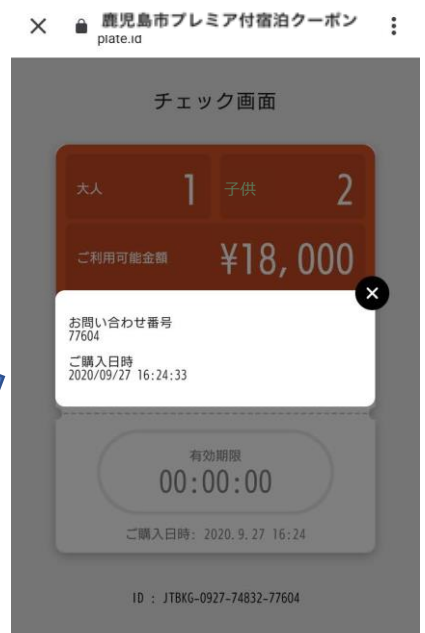 鹿児島市プレミア付宿泊クーポン
plate.id
チェック画面
大人 1 子供 2
ご利用可能金額 ¥18,000
お問い合わせ番号
77604
ご購入日時
2020/09/27 16:24:33
有効期限
00:00:00
ご購入日時: 2020.9.27 16:24
ID : JTBKG-0927-74832-77604